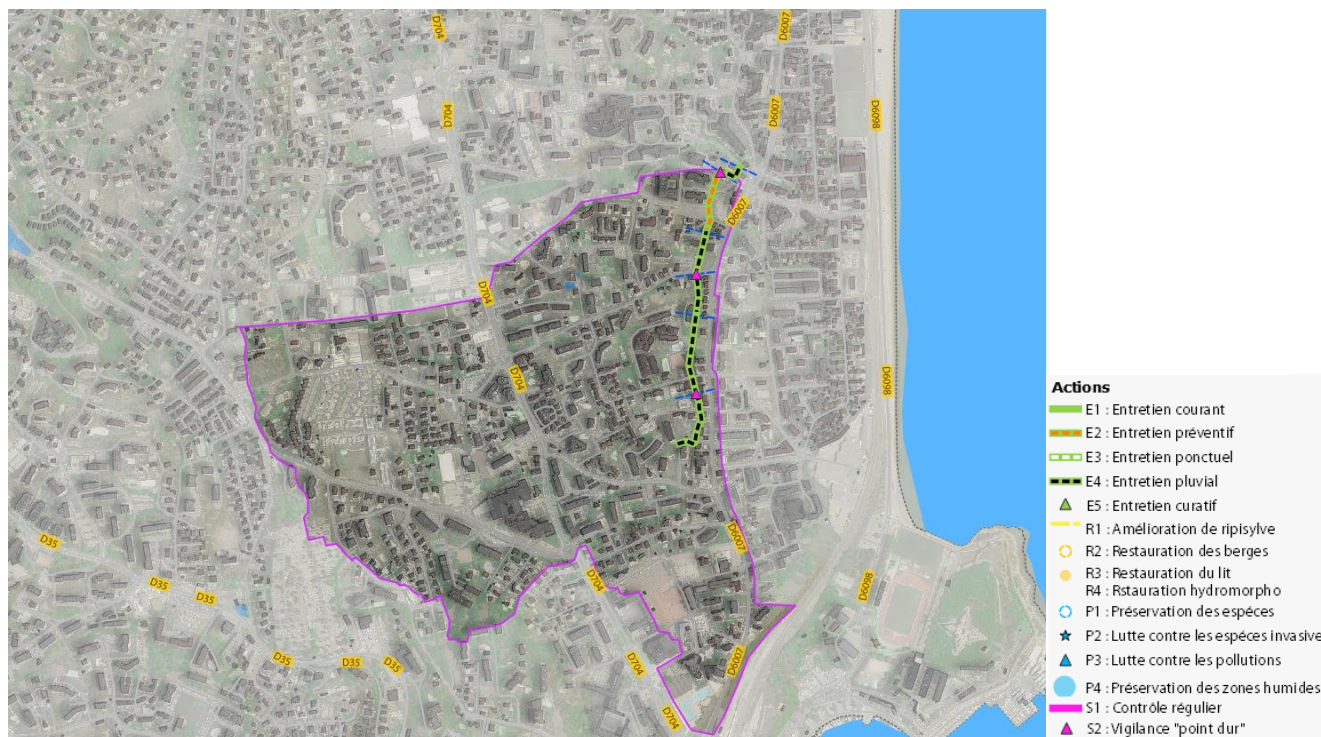 D704
D6007
D6007
D6098
D704
D6007
D704
D704
D6098
D35
D35
D35
D35
D35
D704
D6007
D6098
D704
D6007
D704
Actions
E1 : Entretien courant
E2 : Entretien préventif
E3 : Entretien ponctuel
E4 : Entretien pluvial
E5 : Entretien curatif
R1 : Amélioration de ripisylve
R2 : Restauration des berges
R3 : Restauration du lit
R4 : Rstauration hydromorpho
P1 : Préservation des espéces
P2 : Lutte contre les espéces invasive
P3 : Lutte contre les pollutions
P4 : Préservation des zones humides
S1 : Contrôle régulier
S2 : Vigilance "point dur"